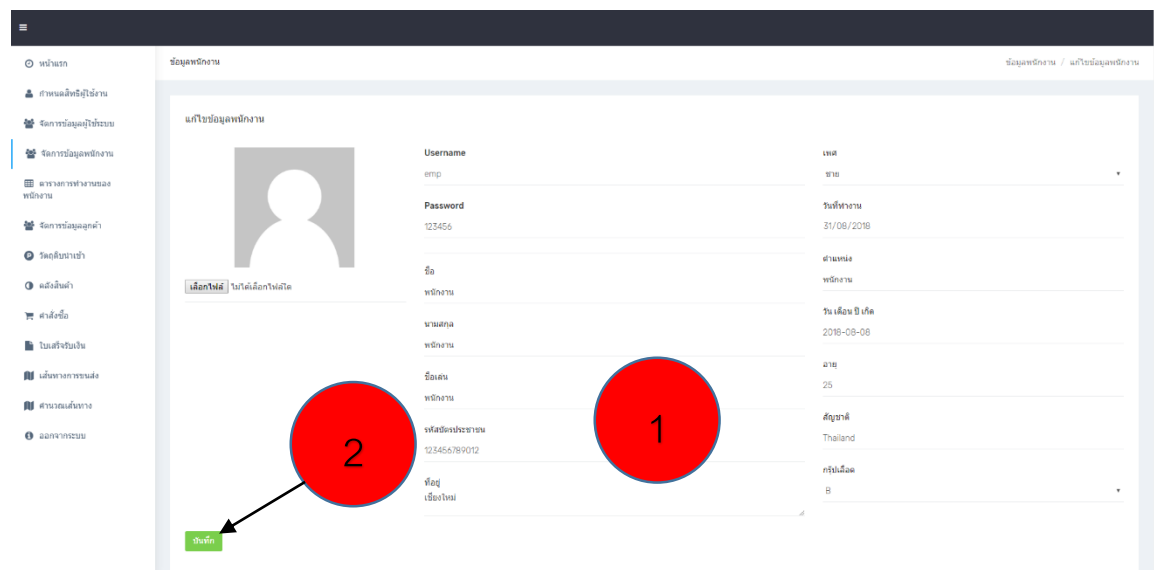 หน้าแรก
กำหนดสิทธิผู้ใช้งาน
จัดการข้อมูลผู้ใช้ระบบ
จัดการข้อมูลพนักงาน
ตารางการทำงานของ
พนักงาน
จัดการข้อมูลลูกค้า
วัตถุดิบนำเข้า
คลังสินค้า
คำสั่งซื้อ
ใบเสร็จรับเงิน
เส้นทางการขนส่ง
คำนวณเส้นทาง
ออกจากระบบ
ข้อมูลพนักงาน
ข้อมูลพนักงาน / แก้ไขข้อมูลพนักงาน
แก้ไขข้อมูลพนักงาน
เลือกไฟล์ ไม่ได้เลือกไฟล์ใด
Username
emp
Password
123456
ชื่อ
พนักงาน
นามสกุล
พนักงาน
ชื่อเล่น
พนักงาน
รหัสบัตรประชาชน
123456789012
ที่อยู่
เชียงใหม่
เพศ
ชาย
วันที่ทำงาน
31/08/2018
ตำแหน่ง
พนักงาน
วัน เดือน ปี เกิด
2018-08-08
อายุ
25
สัญชาติ
Thailand
กรุ๊ปเลือด
B
1
2
บันทึก